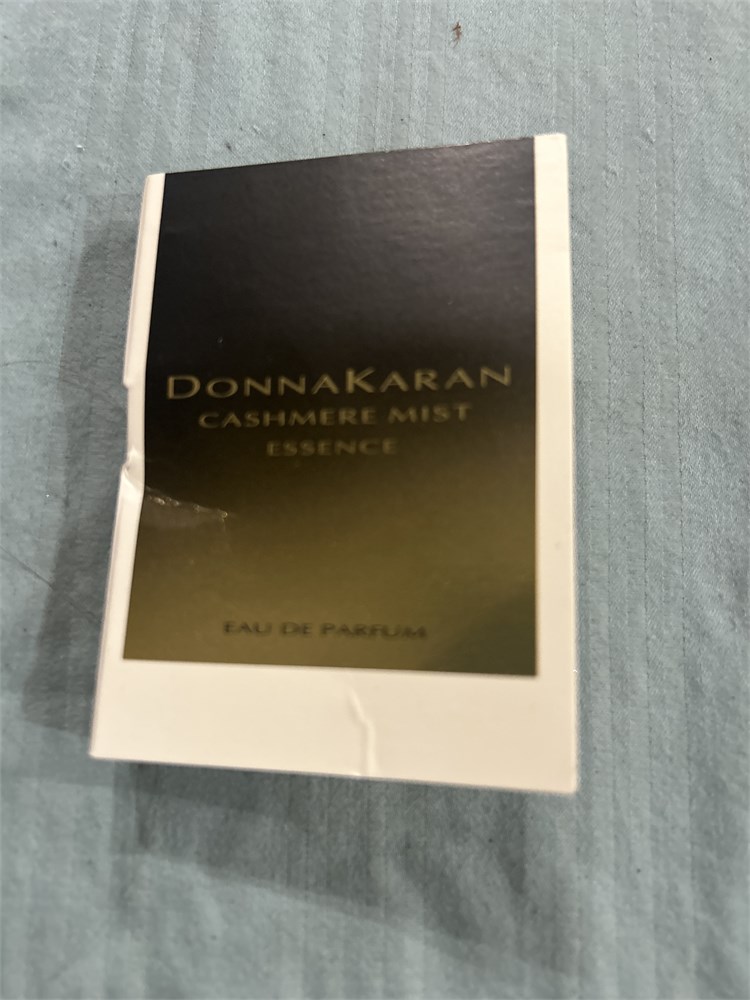 DONNAKARAN
CASHMERE MIST
ESSENCE
EAU DE PARFUM